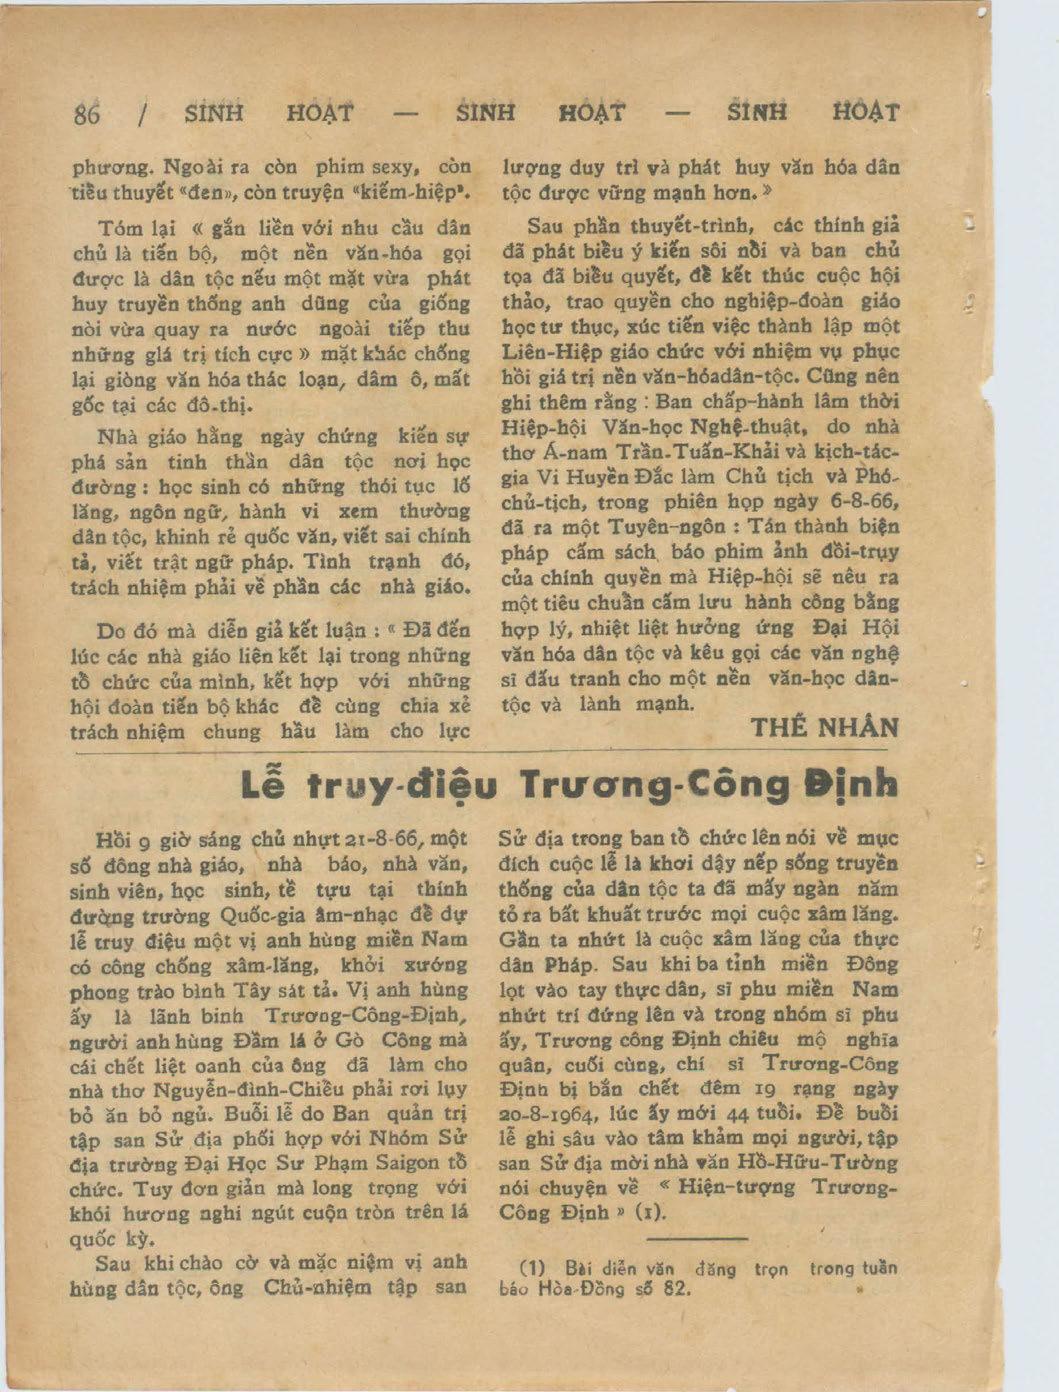 86 / SINH HOẠT — SINH HOẠT — SINH HOẠT
phương. Ngoài ra còn phim sexy, còn
tiểu thuyết «đen», còn truyện «kiếm-hiệp».
Tóm lại « gắn liền với nhu cầu dân
chủ là tiến bộ, một nền văn-hóa gọi
được là dân tộc nếu một mặt vừa phát
huy truyền thống anh dũng của giống
nòi vừa quay ra nước ngoài tiếp thu
những giá trị tích cực » mặt khác chống
lại giòng văn hóa thác loạn, dâm ô, mất
gốc tại các đô-thị.
Nhà giáo hằng ngày chứng kiến sự
phá sản tinh thần dân tộc nơi học
đường : học sinh có những thói tục lố
lăng, ngôn ngữ, hành vi xem thường
dân tộc, khinh rẻ quốc văn, viết sai chính
tả, viết trật ngữ pháp. Tình trạnh đó,
trách nhiệm phải về phần các nhà giáo.
Do đó mà diễn giả kết luận : « Đã đến
lúc các nhà giáo liên kết lại trong những
tổ chức của mình, kết hợp với những
hội đoàn tiến bộ khác để cùng chia xẻ
trách nhiệm chung hầu làm cho lực
lượng duy trì và phát huy văn hóa dân
tộc được vững mạnh hơn. »
Sau phần thuyết-trình, các thính giả
đã phát biểu ý kiến sôi nổi và ban chủ
tọa đã biểu quyết, để kết thúc cuộc hội
thảo, trao quyền cho nghiệp-đoàn giáo
học tư thục, xúc tiến việc thành lập một
Liên-Hiệp giáo chức với nhiệm vụ phục
hồi giá trị nền văn-hóadân-tộc. Cũng nên
ghi thêm rằng : Ban chấp-hành lâm thời
Hiệp-hội Văn-học Nghệ-thuật, do nhà
thơ Á-nam Trần-Tuấn-Khải và kịch-tác-
gia Vi Huyền Đắc làm Chủ tịch và Phó-
chủ-tịch, trong phiên họp ngày 6-8-66,
đã ra một Tuyên-ngôn : Tán thành biện
pháp cấm sách báo phim ảnh đồi-trụy
của chính quyền mà Hiệp-hội sẽ nêu ra
một tiêu chuẩn cấm lưu hành công bằng
hợp lý, nhiệt liệt hưởng ứng Đại Hội
văn hóa dân tộc và kêu gọi các văn nghệ
sĩ đấu tranh cho một nền văn-học dân-
tộc và lành mạnh.
THẾ NHÂN
Lễ truy-điệu Trương-Công Định
Hồi 9 giờ sáng chủ nhựt 21-8-66, một
số đông nhà giáo, nhà báo, nhà văn,
sinh viên, học sinh, tề tựu tại thính
đường trường Quốc-gia âm-nhạc để dự
lễ truy điệu một vị anh hùng miền Nam
có công chống xâm-lăng, khởi xướng
phong trào bình Tây sát tả. Vị anh hùng
ấy là lãnh binh Trương-Công-Định,
người anh hùng Đầm lá ở Gò Công mà
cái chết liệt oanh của ông đã làm cho
nhà thơ Nguyễn-đình-Chiểu phải rơi lụy
bỏ ăn bỏ ngủ. Buổi lễ do Ban quản trị
tập san Sử địa phối hợp với Nhóm Sử
địa trường Đại Học Sư Phạm Saigon tổ
chức. Tuy đơn giản mà long trọng với
khói hương nghi ngút cuộn tròn trên lá
quốc kỳ.
Sau khi chào cờ và mặc niệm vị anh
hùng dân tộc, ông Chủ-nhiệm tập san
Sử địa trong ban tổ chức lên nói về mục
đích cuộc lễ là khơi dậy nếp sống truyền
thống của dân tộc ta đã mấy ngàn năm
tỏ ra bất khuất trước mọi cuộc xâm lăng.
Gần ta nhứt là cuộc xâm lăng của thực
dân Pháp. Sau khi ba tỉnh miền Đông
lọt vào tay thực dân, sĩ phu miền Nam
nhứt trí đứng lên và trong nhóm sĩ phu
ấy, Trương công Định chiêu mộ nghĩa
quân, cuối cùng, chí sĩ Trương-Công
Định bị bắn chết đêm 19 rạng ngày
20-8-1964, lúc ấy mới 44 tuổi. Để buổi
lễ ghi sâu vào tâm khảm mọi người, tập
san Sử địa mời nhà văn Hồ-Hữu-Tường
nói chuyện về « Hiện-tượng Trương-
Công Định » (1).
(1) Bài diễn văn đăng trọn trong tuần
báo Hòa-Đồng số 82.